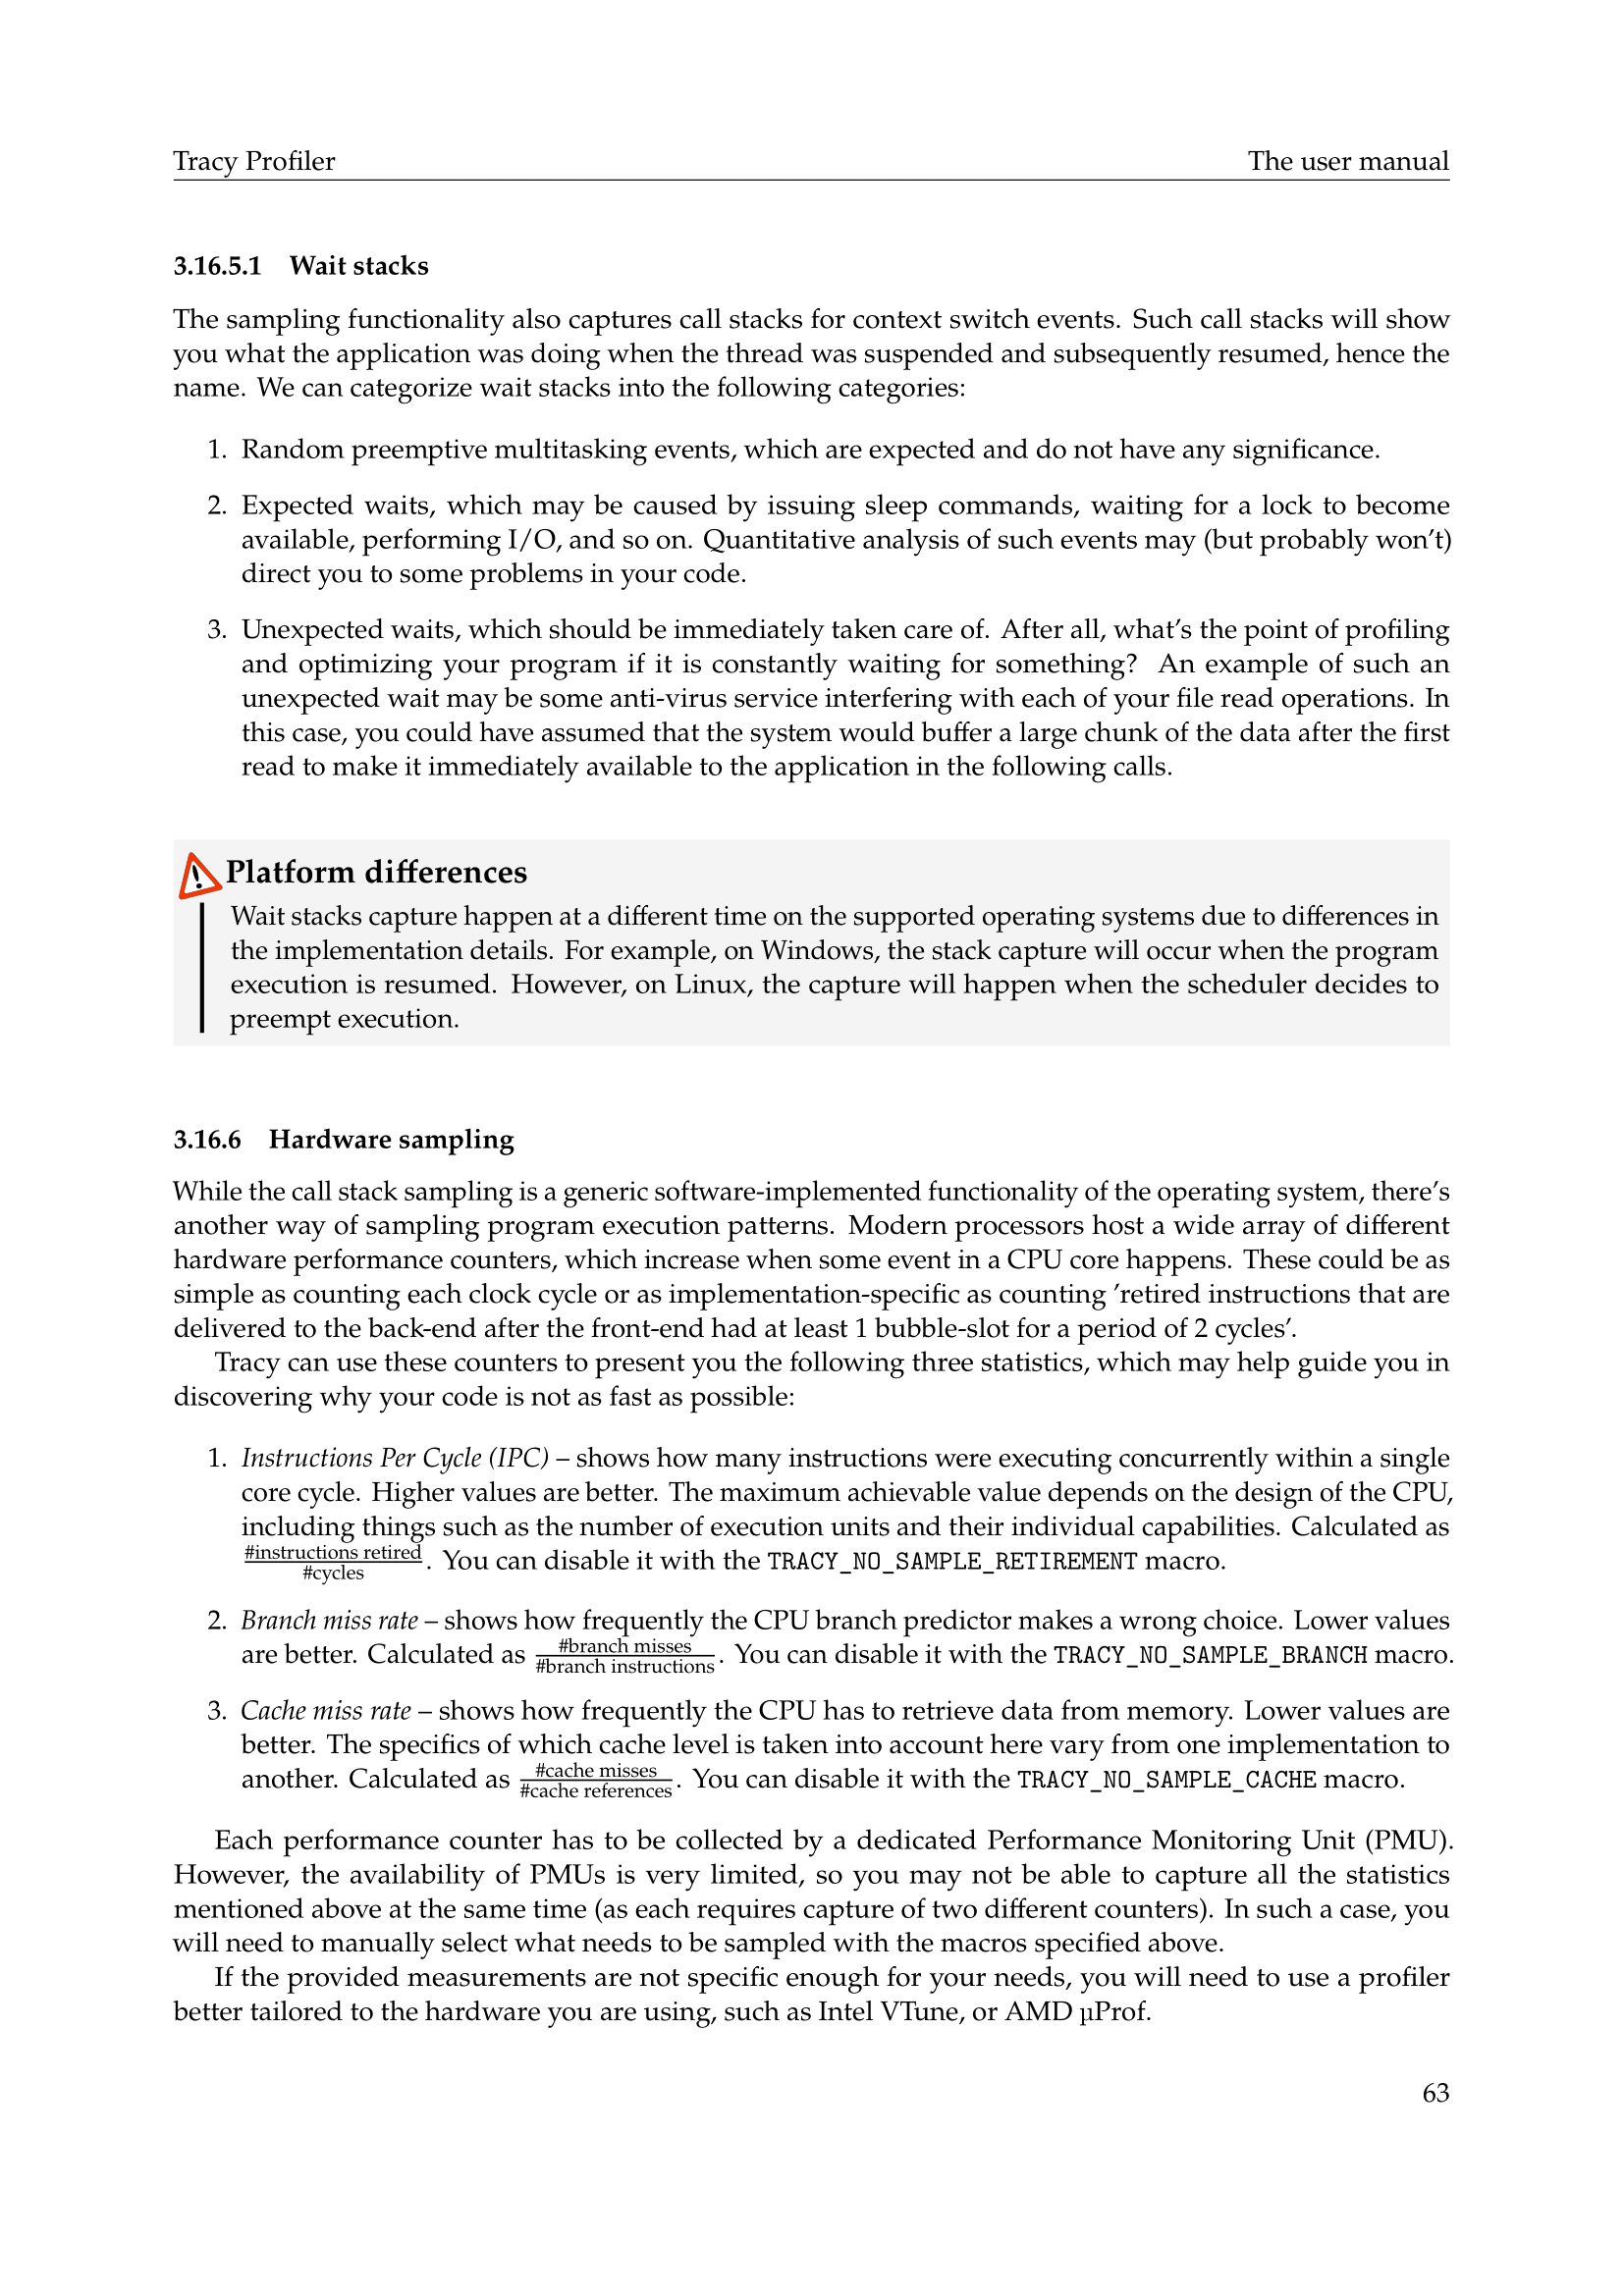 Tracy Profiler The user manual
3.16.5.1 Wait stacks
The sampling functionality also captures call stacks for context switch events. Such call stacks will show
you what the application was doing when the thread was suspended and subsequently resumed, hence the
name. We can categorize wait stacks into the following categories:
1. Random preemptive multitasking events, which are expected and do not have any significance.
2. Expected waits, which may be caused by issuing sleep commands, waiting for a lock to become
available, performing I/O, and so on. Quantitative analysis of such events may (but probably won't)
direct you to some problems in your code.
3. Unexpected waits, which should be immediately taken care of. After all, what's the point of profiling
and optimizing your program if it is constantly waiting for something? An example of such an
unexpected wait may be some anti-virus service interfering with each of your file read operations. In
this case, you could have assumed that the system would buffer a large chunk of the data after the first
read to make it immediately available to the application in the following calls.
Platform differences
Wait stacks capture happen at a different time on the supported operating systems due to differences in
the implementation details. For example, on Windows, the stack capture will occur when the program
execution is resumed. However, on Linux, the capture will happen when the scheduler decides to
preempt execution.
3.16.6 Hardware sampling
While the call stack sampling is a generic software-implemented functionality of the operating system, there's
another way of sampling program execution patterns. Modern processors host a wide array of different
hardware performance counters, which increase when some event in a CPU core happens. These could be as
simple as counting each clock cycle or as implementation-specific as counting 'retired instructions that are
delivered to the back-end after the front-end had at least 1 bubble-slot for a period of 2 cycles'.
Tracy can use these counters to present you the following three statistics, which may help guide you in
discovering why your code is not as fast as possible:
1. Instructions Per Cycle (IPC) – shows how many instructions were executing concurrently within a single
core cycle. Higher values are better. The maximum achievable value depends on the design of the CPU,
including things such as the number of execution units and their individual capabilities. Calculated as
#instructions retired / #cycles. You can disable it with the TRACY_NO_SAMPLE_RETIREMENT macro.
2. Branch miss rate – shows how frequently the CPU branch predictor makes a wrong choice. Lower values
are better. Calculated as #branch misses / #branch instructions. You can disable it with the TRACY_NO_SAMPLE_BRANCH macro.
3. Cache miss rate – shows how frequently the CPU has to retrieve data from memory. Lower values are
better. The specifics of which cache level is taken into account here vary from one implementation to
another. Calculated as #cache misses / #cache references. You can disable it with the TRACY_NO_SAMPLE_CACHE macro.
Each performance counter has to be collected by a dedicated Performance Monitoring Unit (PMU).
However, the availability of PMUs is very limited, so you may not be able to capture all the statistics
mentioned above at the same time (as each requires capture of two different counters). In such a case, you
will need to manually select what needs to be sampled with the macros specified above.
If the provided measurements are not specific enough for your needs, you will need to use a profiler
better tailored to the hardware you are using, such as Intel VTune, or AMD µProf.
63